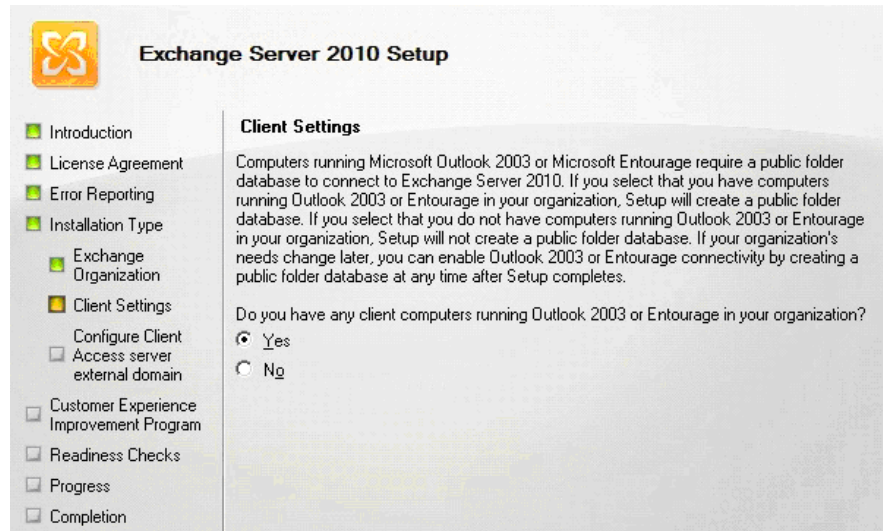 Exchange Server 2010 Setup
Introduction
License Agreement
Error Reporting
Installation Type
Exchange
Organization
Client Settings
Configure Client
Access server
external domain
Customer Experience
Improvement Program
Readiness Checks
Progress
Completion
Client Settings
Computers running Microsoft Outlook 2003 or Microsoft Entourage require a public folder
database to connect to Exchange Server 2010. If you select that you have computers
running Outlook 2003 or Entourage in your organization, Setup will create a public folder
database. If you select that you do not have computers running Outlook 2003 or Entourage
in your organization, Setup will not create a public folder database. If your organization's
needs change later, you can enable Outlook 2003 or Entourage connectivity by creating a
public folder database at any time after Setup completes.
Do you have any client computers running Outlook 2003 or Entourage in your organization?
Yes
No